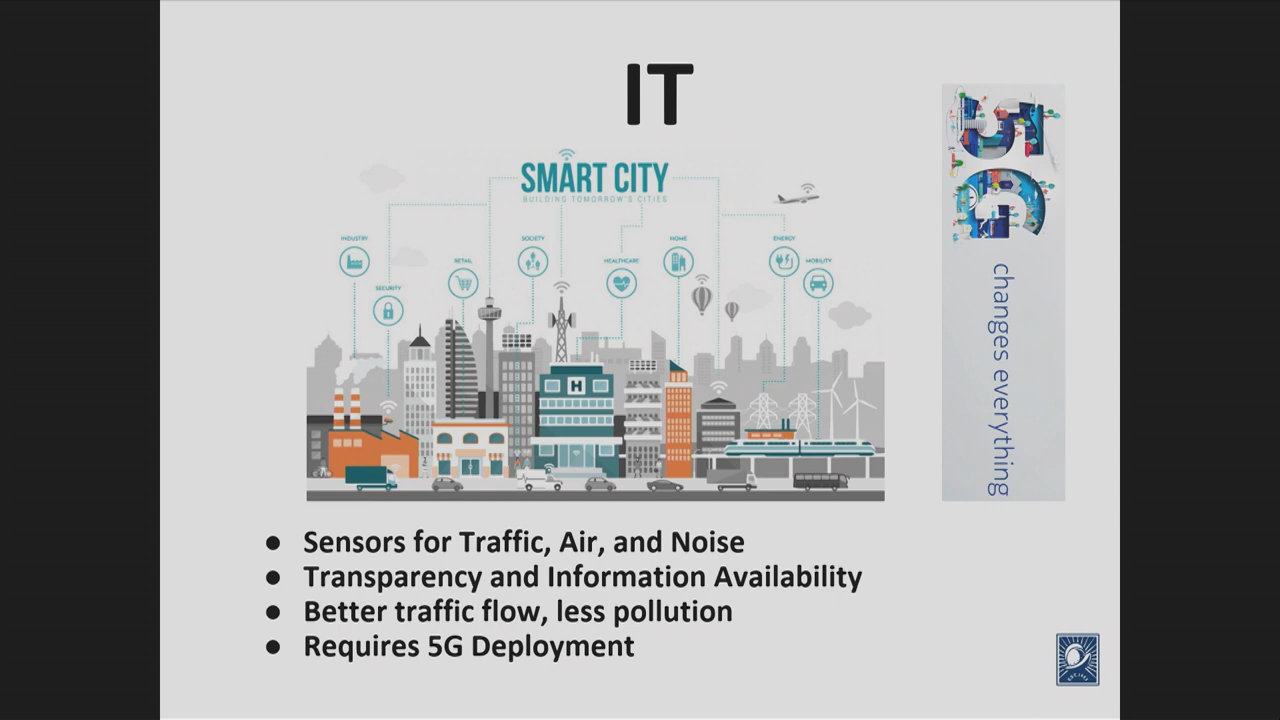 IT
SMART CITY
BUILDING TOMORROW'S CITIES
INDUSTRY
SECURITY
RETAIL
SOCIETY
HEALTHCARE
HOME
ENERGY
MOBILITY
H
5G
changes everything
● Sensors for Traffic, Air, and Noise
● Transparency and Information Availability
● Better traffic flow, less pollution
● Requires 5G Deployment